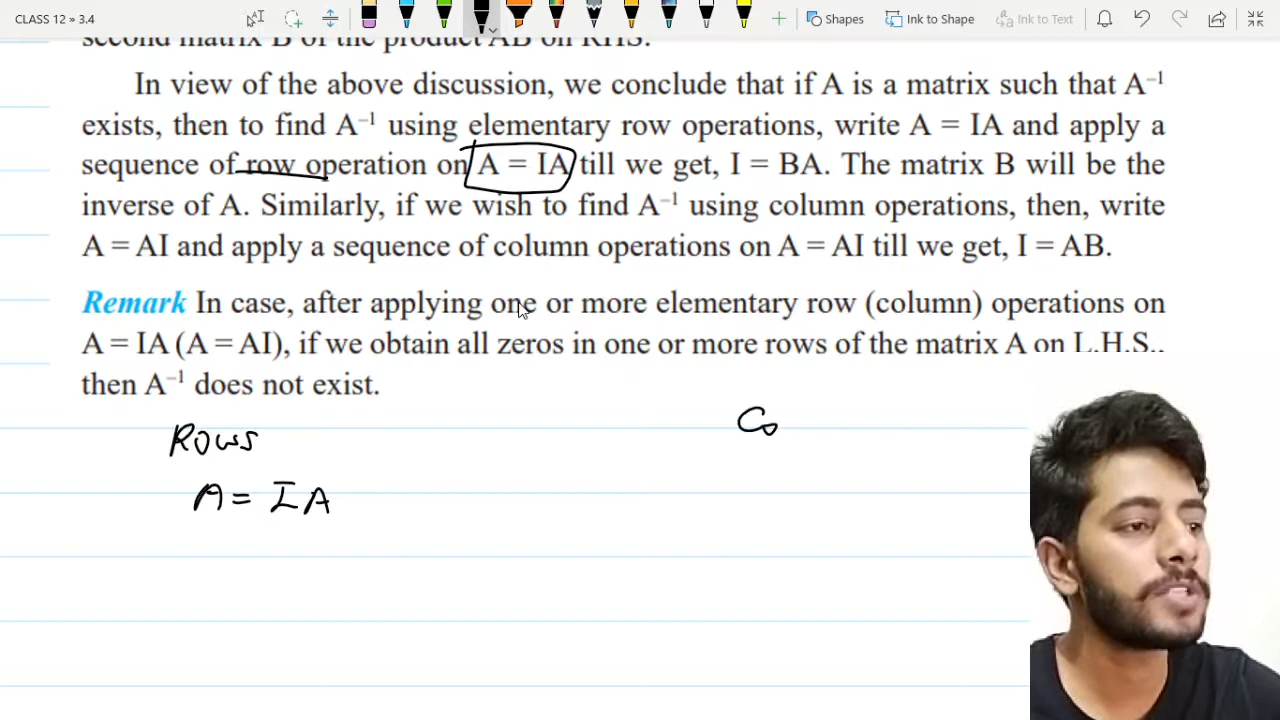 CLASS 12 » 3.4
Shapes
Ink to Shape
Ink to Text
second matrix B of the product AB on RHS.
In view of the above discussion, we conclude that if A is a matrix such that A⁻¹
exists, then to find A⁻¹ using elementary row operations, write A = IA and apply a
sequence of row operation on A = IA till we get, I = BA. The matrix B will be the
inverse of A. Similarly, if we wish to find A⁻¹ using column operations, then, write
A = AI and apply a sequence of column operations on A = AI till we get, I = AB.
Remark In case, after applying one or more elementary row (column) operations on
A = IA (A = AI), if we obtain all zeros in one or more rows of the matrix A on L.H.S.,
then A⁻¹ does not exist.
ROWS
Co
A = IA